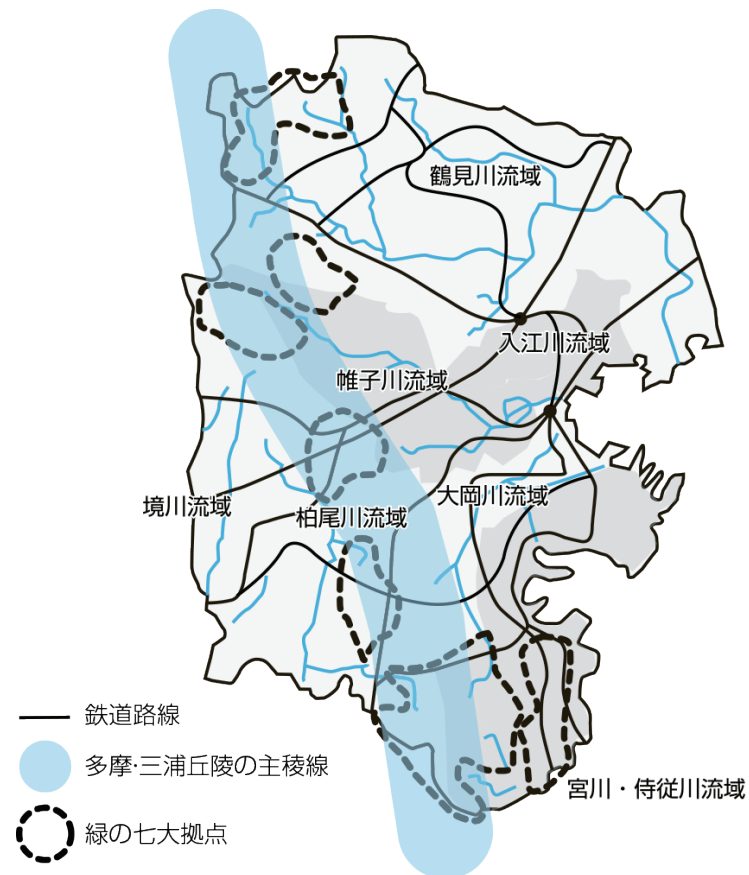 鶴見川流域
入江川流域
帷子川流域
境川流域
柏尾川流域
大岡川流域
鉄道路線
多摩·三浦丘陵の主稜線
宮川・侍従川流域
緑の七大拠点